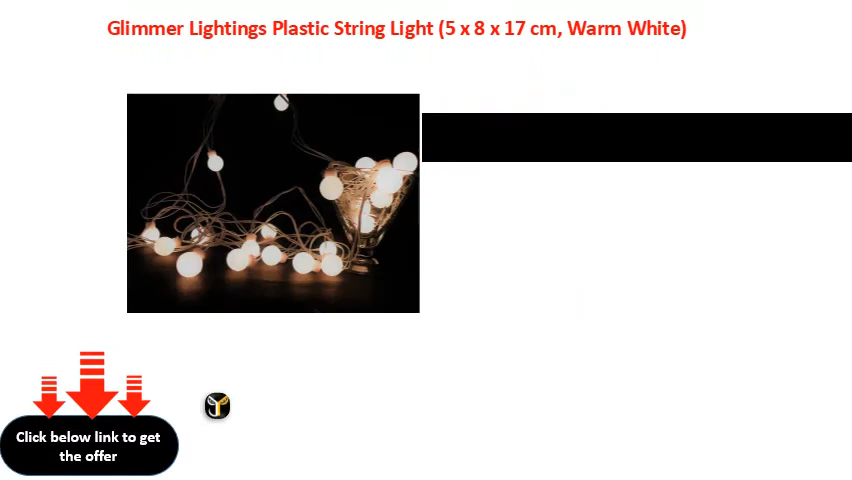 Glimmer Lightings Plastic String Light (5 x 8 x 17 cm, Warm White)
Click below link to get
the offer